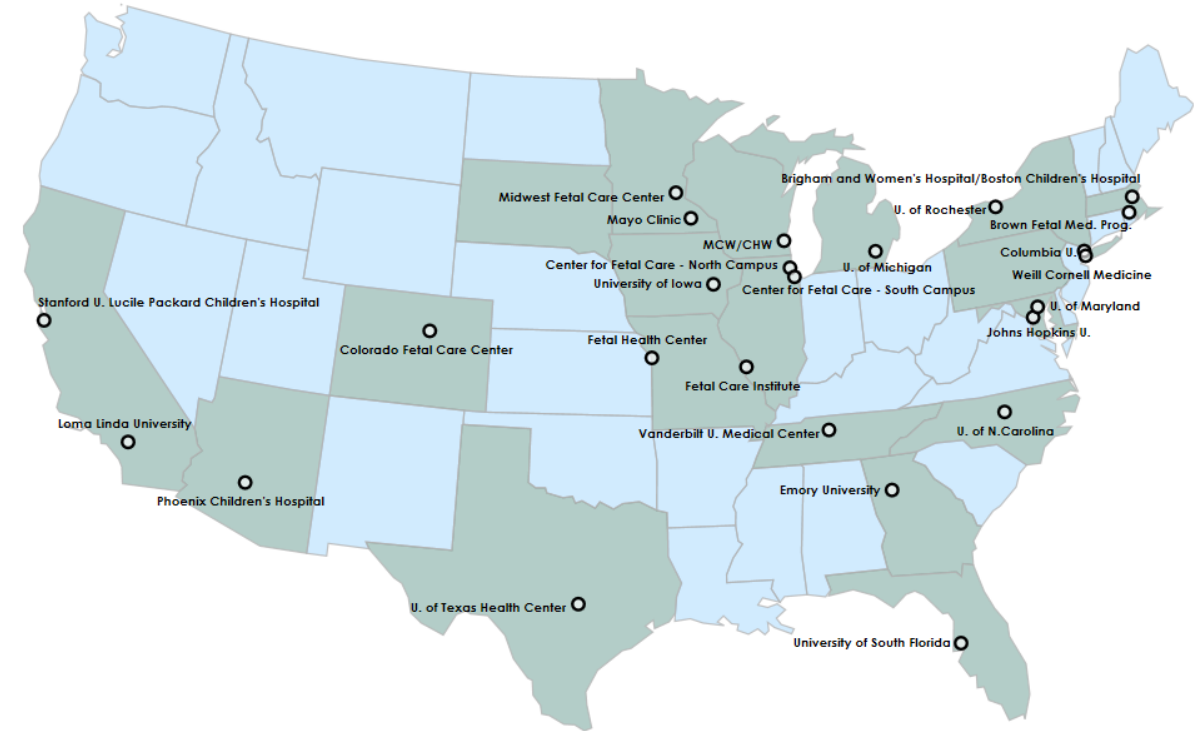 Brigham and Women's Hospital/Boston Children's Hospital
Midwest Fetal Care Center
U. of Rochester
Mayo Clinic
Brown Fetal Med. Prog.
MCW/CHW
Columbia U.
Center for Fetal Care - North Campus
U. of Michigan
Weill Cornell Medicine
University of Iowa
Center for Fetal Care - South Campus
Stanford U. Lucile Packard Children's Hospital
U. of Maryland
Johns Hopkins U.
Fetal Health Center
Colorado Fetal Care Center
Fetal Care Institute
Loma Linda University
Vanderbilt U. Medical Center
U. of N.Carolina
Emory University
Phoenix Children's Hospital
U. of Texas Health Center
University of South Florida